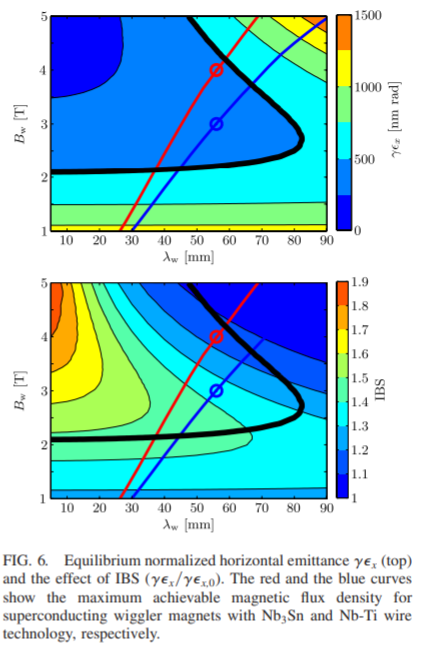 5
4
3
2
1
B_w [T]
10 20 30 40 50 60 70 80 90
λ_w [mm]
1500
1000
500
0
γϵ_x [nm rad]
5
4
3
2
1
B_w [T]
10 20 30 40 50 60 70 80 90
λ_w [mm]
1.9
1.8
1.7
1.6
1.5
1.4
1.3
1.2
1.1
1
IBS
FIG. 6. Equilibrium normalized horizontal emittance γϵ_x (top)
and the effect of IBS (γϵ_x/γϵ_x,0). The red and the blue curves
show the maximum achievable magnetic flux density for
superconducting wiggler magnets with Nb₃Sn and Nb-Ti wire
technology, respectively.